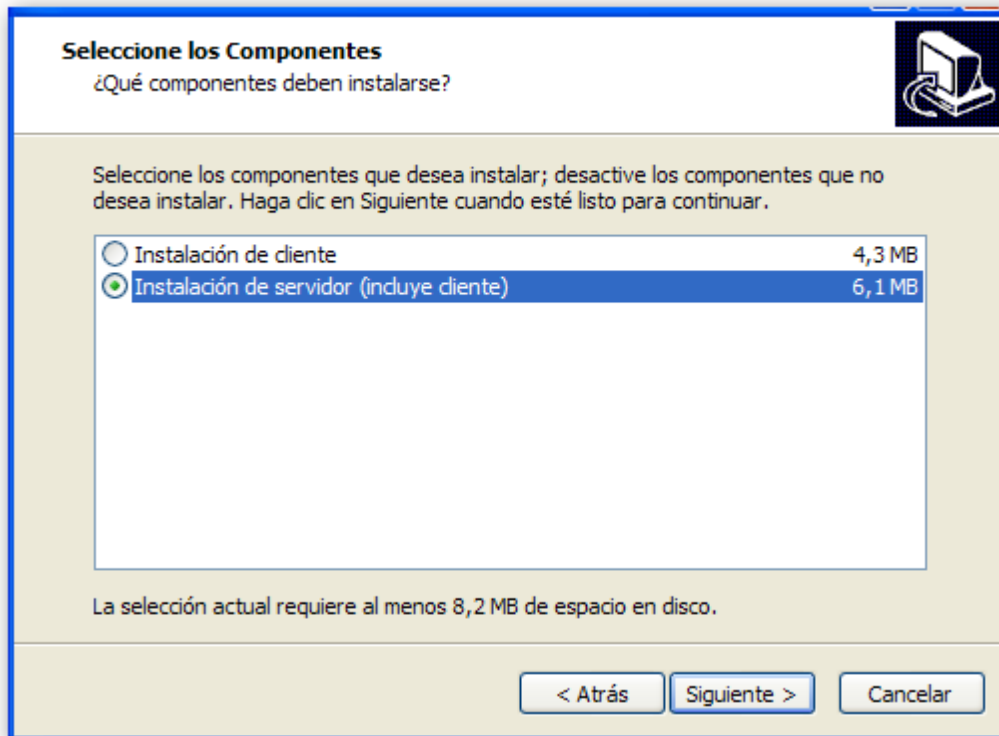 Seleccione los Componentes
¿Qué componentes deben instalarse?
Seleccione los componentes que desea instalar; desactive los componentes que no
desea instalar. Haga clic en Siguiente cuando esté listo para continuar.
Instalación de cliente 4,3 MB
Instalación de servidor (incluye cliente) 6,1 MB
La selección actual requiere al menos 8,2 MB de espacio en disco.
< Atrás Siguiente > Cancelar